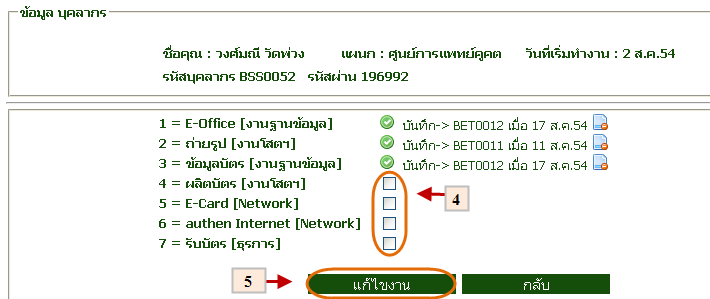 ข้อมูล บุคลากร
ชื่อคุณ : วงศ์มณี วัดพ่วง แผนก : ศูนย์การแพทย์คูคต วันที่เริ่มทำงาน : 2 ส.ค.54
รหัสบุคลากร BSS0052 รหัสผ่าน 196992
1 = E-Office [งานฐานข้อมูล] บันทึก-> BET0012 เมื่อ 17 ส.ค.54
2 = ถ่ายรูป [งานโสตฯ] บันทึก-> BET0011 เมื่อ 11 ส.ค.54
3 = ข้อมูลบัตร [งานฐานข้อมูล] บันทึก-> BET0012 เมื่อ 17 ส.ค.54
4 = ผลิตบัตร [งานโสตฯ]
5 = E-Card [Network] 4
6 = authen Internet [Network]
7 = รับบัตร [ธุรการ]
5 แก้ไขงาน กลับ